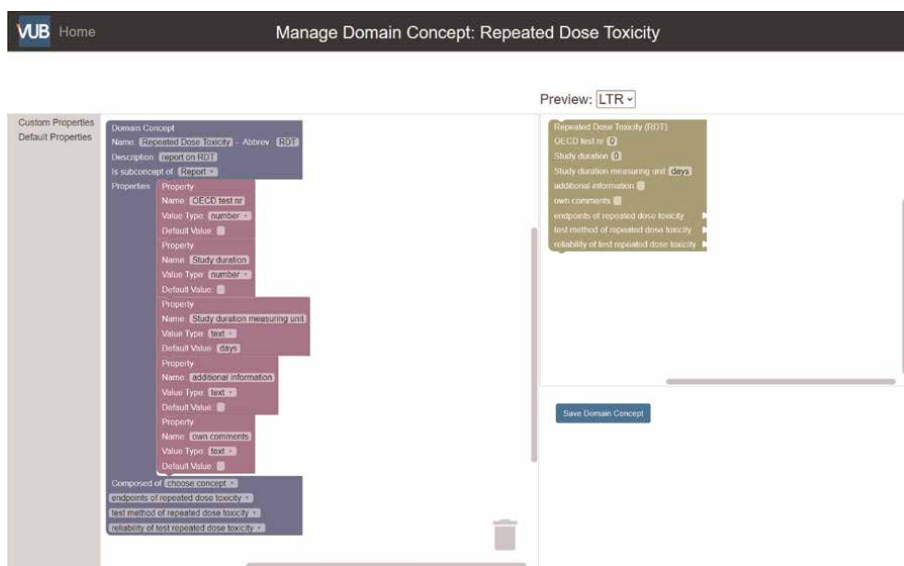 VUB Home
Manage Domain Concept: Repeated Dose Toxicity
Preview: LTR
Custom Properties
Default Properties
Domain Concept
Name: Repeated Dose Toxicity - Abbrev. RDT
Description: report on RDT
Is subconcept of Report
Properties
Property
Name: OECD test nr
Value Type: number
Default Value:
Property
Name: Study duration
Value Type: number
Default Value:
Property
Name: Study duration measuring unit
Value Type: text
Default Value: days
Property
Name: additional information
Value Type: text
Default Value:
Property
Name: own comments
Value Type: text
Default Value:
Composed of choose concept
endpoints of repeated dose toxicity
test method of repeated dose toxicity
reliability of test repeated dose toxicity
Repeated Dose Toxicity (RDT)
OECD test nr 0
Study duration 0
Study duration measuring unit days
additional information
own comments
endpoints of repeated dose toxicity
test method of repeated dose toxicity
reliability of test repeated dose toxicity
Save Domain Concept